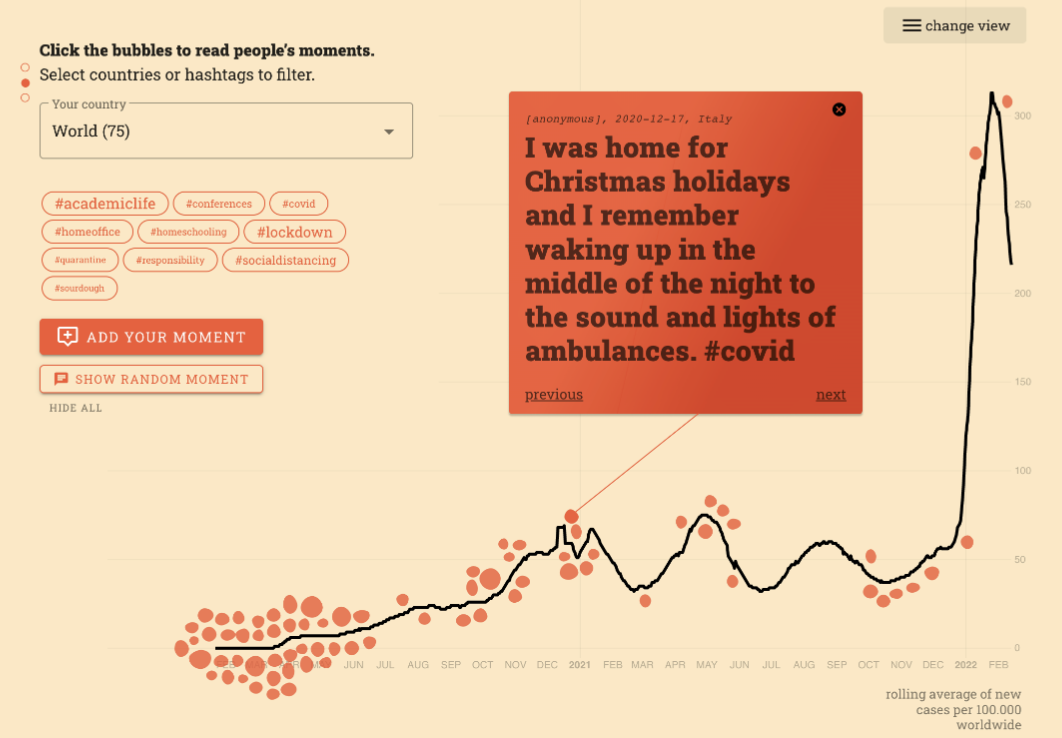 change view
Click the bubbles to read people's moments.
Select countries or hashtags to filter.
Your country
World (75)
#academiclife #conferences #covid
#homeoffice #homeschooling #lockdown
#quarantine #responsibility #socialdistancing
#sourdough
ADD YOUR MOMENT
SHOW RANDOM MOMENT
HIDE ALL
[anonymous], 2020-12-17, Italy
I was home for
Christmas holidays
and I remember
waking up in the
middle of the night to
the sound and lights of
ambulances. #covid
previous next
300
250
200
150
100
50
0
FEB MAR APR MAY JUN JUL AUG SEP OCT NOV DEC 2021 FEB MAR APR MAY JUN JUL AUG SEP OCT NOV DEC 2022 FEB
rolling average of new
cases per 100.000
worldwide